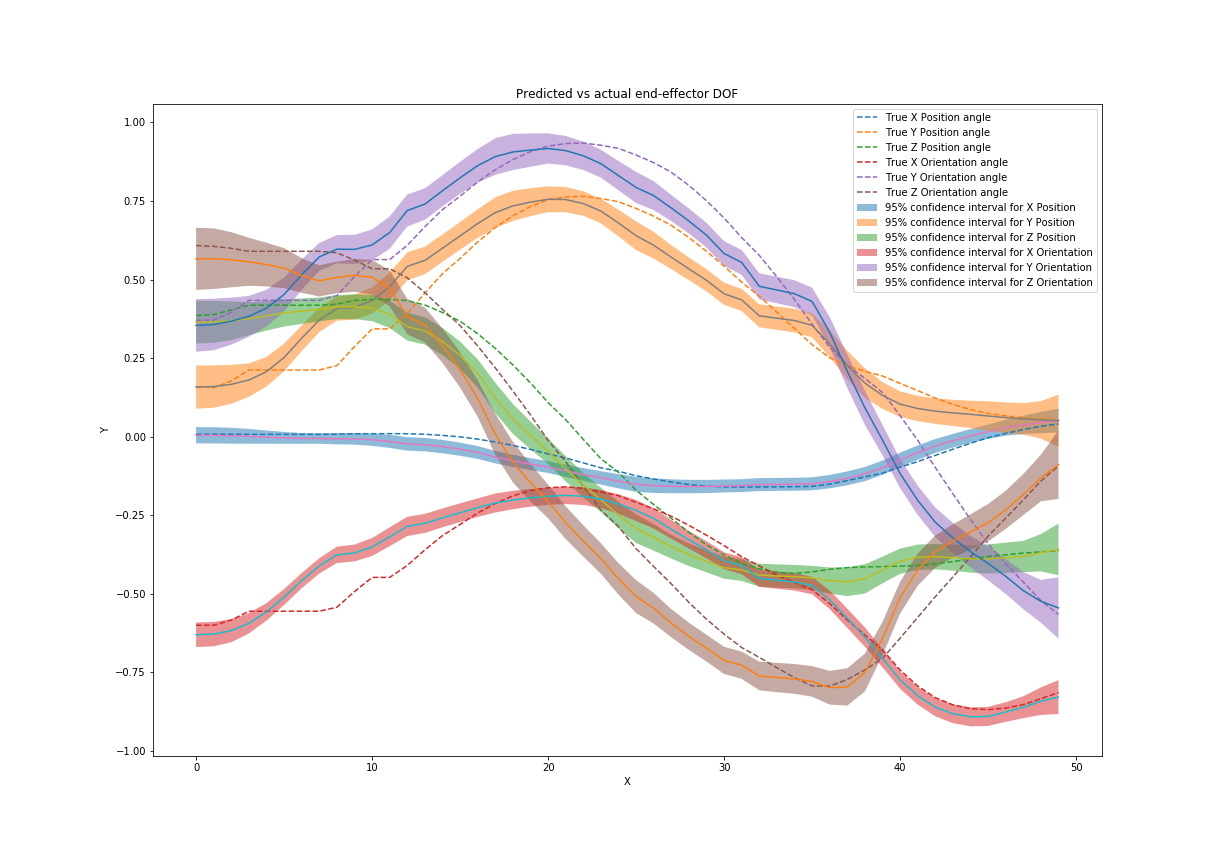 Predicted vs actual end-effector DOF
True X Position angle
True Y Position angle
True Z Position angle
True X Orientation angle
True Y Orientation angle
True Z Orientation angle
95% confidence interval for X Position
95% confidence interval for Y Position
95% confidence interval for Z Position
95% confidence interval for X Orientation
95% confidence interval for Y Orientation
95% confidence interval for Z Orientation
1.00
0.75
0.50
0.25
0.00
−0.25
−0.50
−0.75
−1.00
Y
0 10 20 30 40 50
X